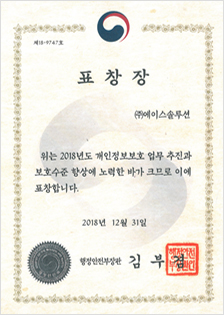 제18-9747호
표 창 장
㈜에이스솔루션
위는 2018년도 개인정보보호 업무 추진과
보호수준 향상에 노력한 바가 크므로 이에
표창합니다.
2018년 12월 31일
행정안전부장관 김 부 겸